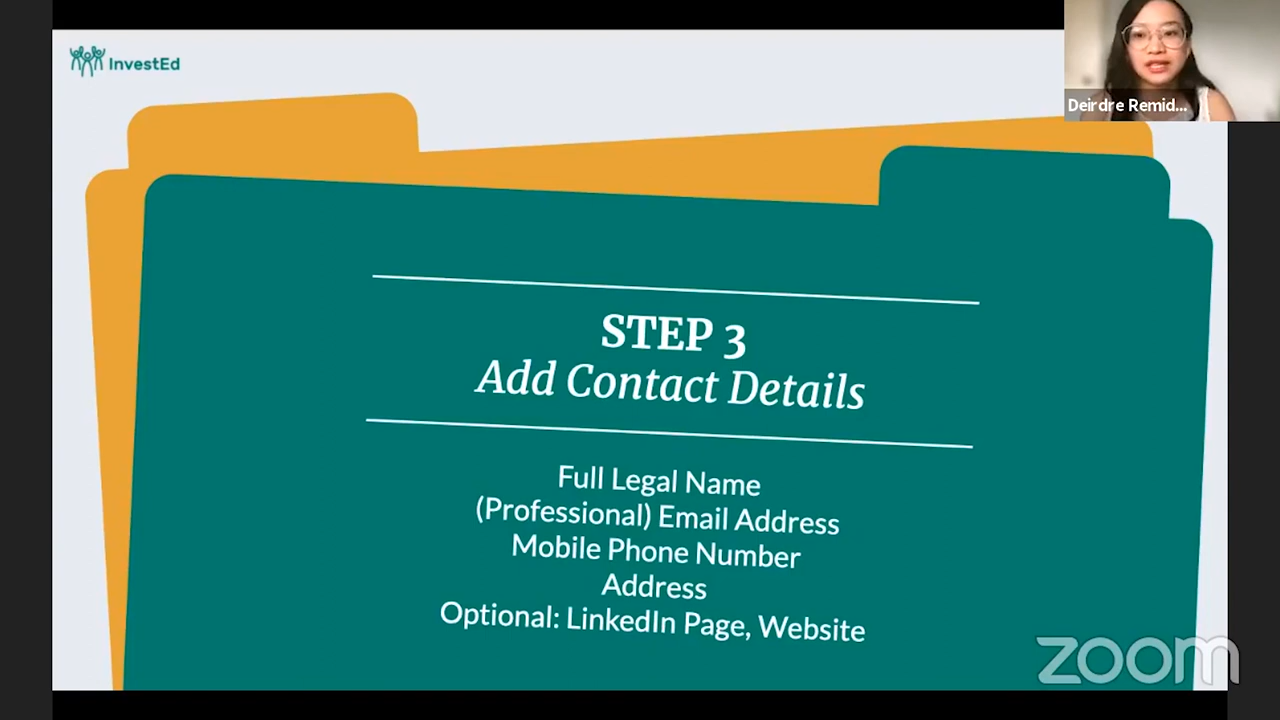 InvestEd
Deirdre Remid...
STEP 3
Add Contact Details
Full Legal Name
(Professional) Email Address
Mobile Phone Number
Address
Optional: LinkedIn Page, Website
zoom